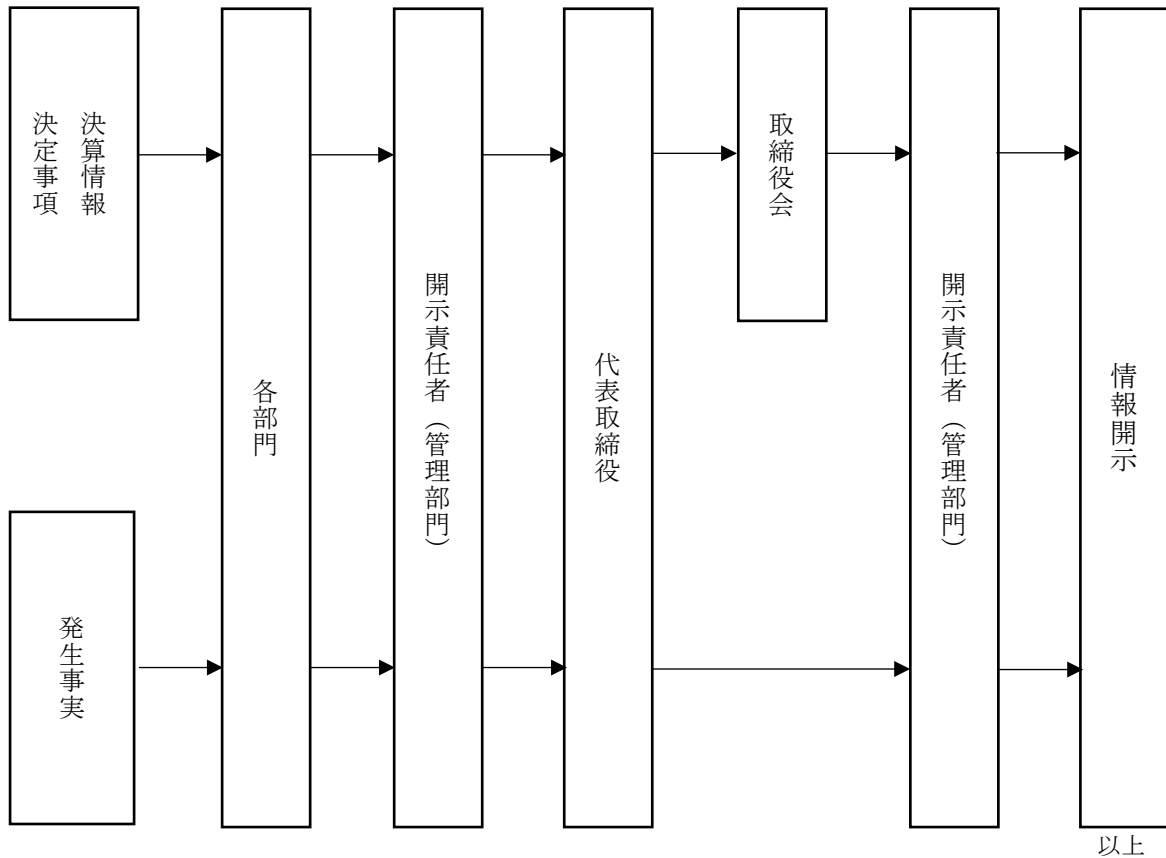 決算情報
決定事項
発生事実
各部門
開示責任者（管理部門）
代表取締役
取締役会
開示責任者（管理部門）
情報開示
以上